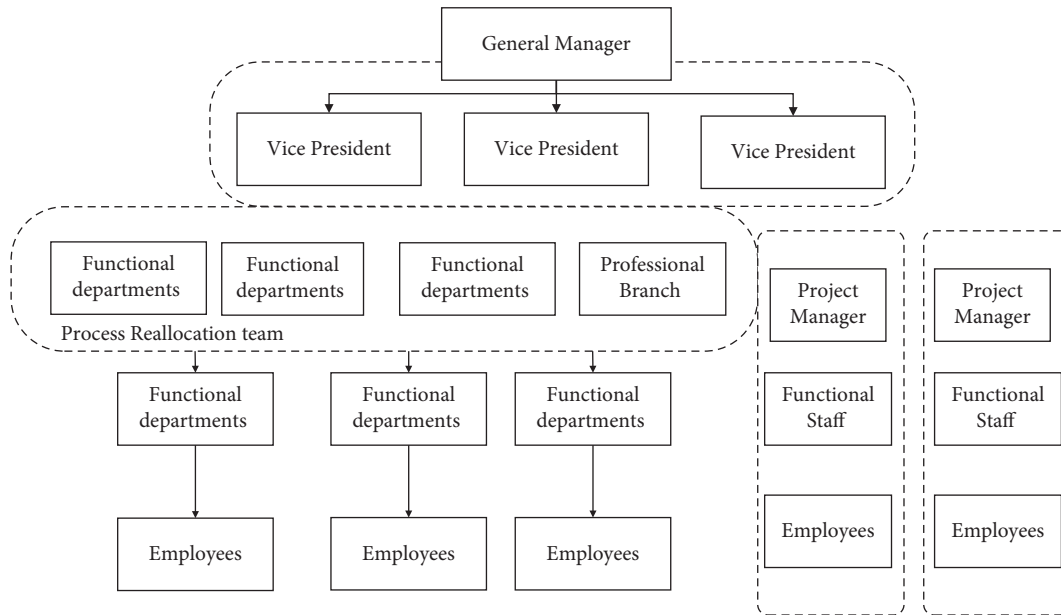 General Manager
Vice President
Vice President
Vice President
Functional
departments
Functional
departments
Functional
departments
Professional
Branch
Process Reallocation team
Project
Manager
Project
Manager
Functional
departments
Functional
departments
Functional
departments
Functional
Staff
Functional
Staff
Employees
Employees
Employees
Employees
Employees